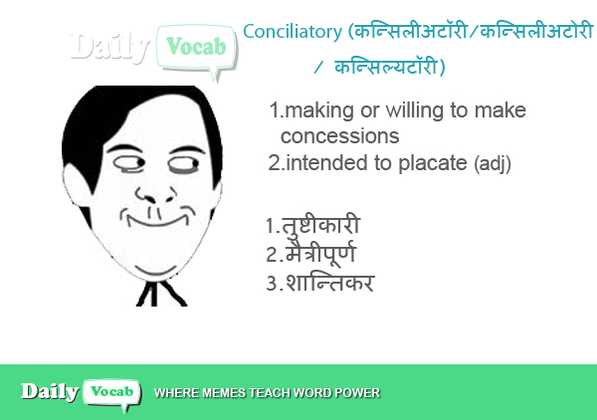 Daily Vocab
Conciliatory (कन्सिलीअटॉरी/कन्सिलीअटोरी
/ कन्सिल्यटॉरी)
1.making or willing to make
concessions
2.intended to placate (adj)
1.तुष्टीकारी
2.मैत्रीपूर्ण
3.शान्तिकर
Daily Vocab WHERE MEMES TEACH WORD POWER